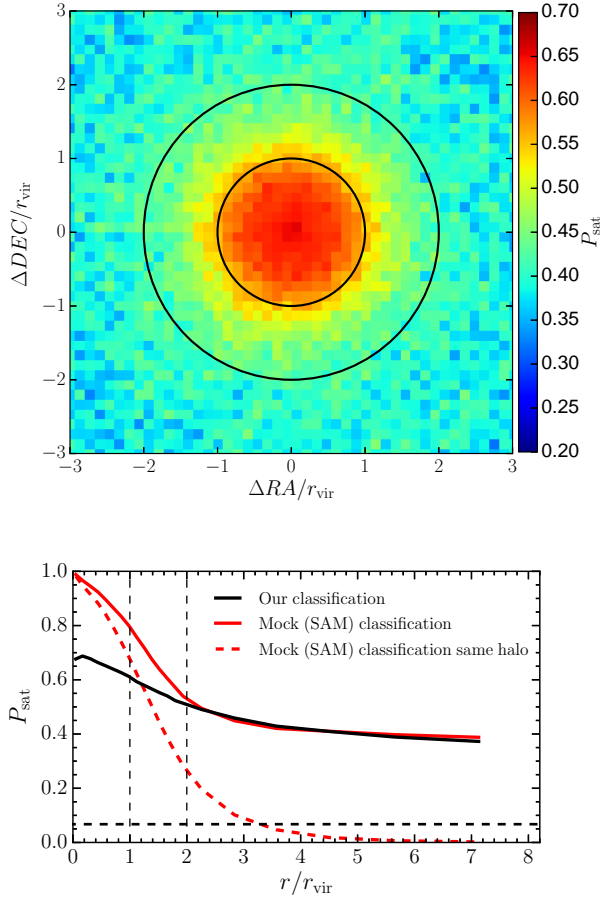 3
2
1
0
−1
−2
−3
ΔDEC/r_vir
−3 −2 −1 0 1 2 3
ΔRA/r_vir
0.70
0.65
0.60
0.55
0.50
0.45
0.40
0.35
0.30
0.25
0.20
P_sat
1.0
0.8
0.6
0.4
0.2
0.0
P_sat
Our classification
Mock (SAM) classification
Mock (SAM) classification same halo
0 1 2 3 4 5 6 7 8
r/r_vir